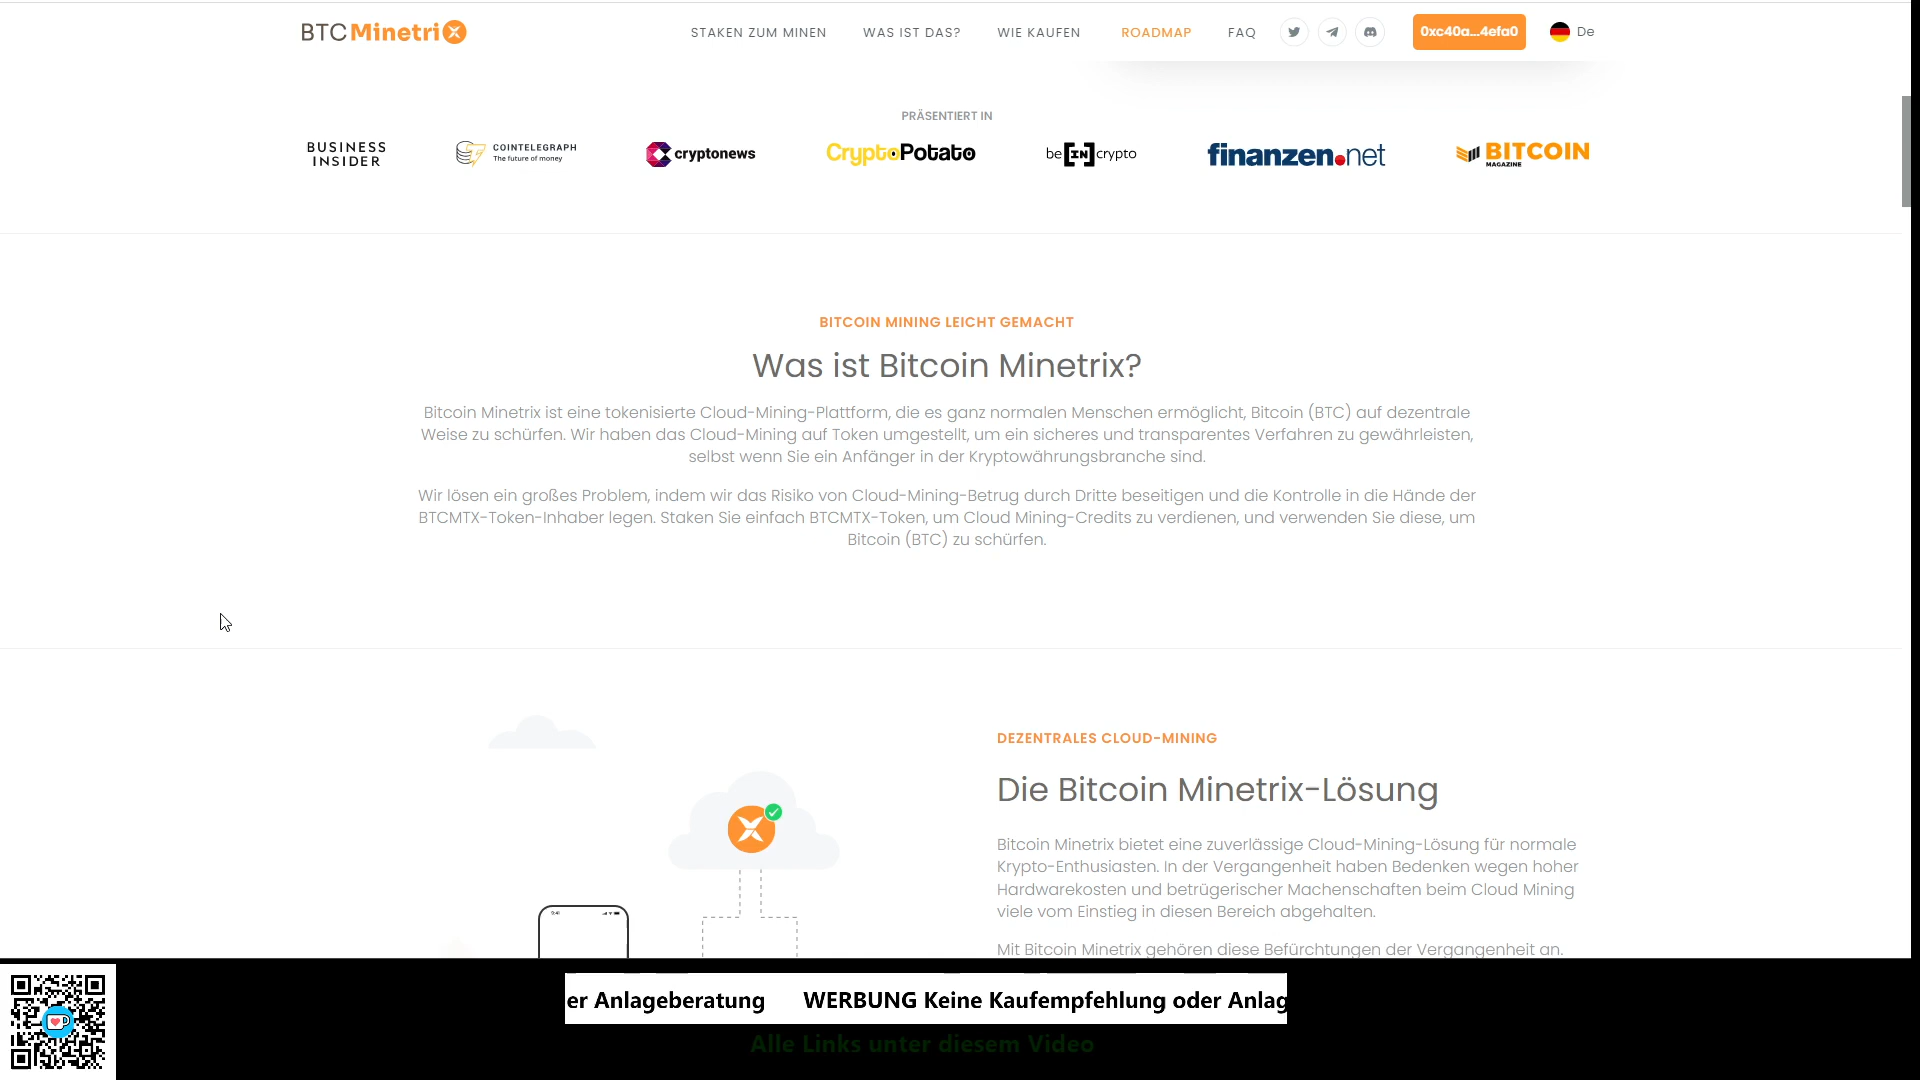 BTC Minetrix
STAKEN ZUM MINEN WAS IST DAS? WIE KAUFEN ROADMAP FAQ 0xc40a...4efa0 De
PRÄSENTIERT IN
BUSINESS
INSIDER
COINTELEGRAPH
The future of money
cryptonews
CryptoPotato
be[IN]crypto
finanzen.net
BITCOIN
MAGAZINE
BITCOIN MINING LEICHT GEMACHT
Was ist Bitcoin Minetrix?
Bitcoin Minetrix ist eine tokenisierte Cloud-Mining-Plattform, die es ganz normalen Menschen ermöglicht, Bitcoin (BTC) auf dezentrale
Weise zu schürfen. Wir haben das Cloud-Mining auf Token umgestellt, um ein sicheres und transparentes Verfahren zu gewährleisten,
selbst wenn Sie ein Anfänger in der Kryptowährungsbranche sind.
Wir lösen ein großes Problem, indem wir das Risiko von Cloud-Mining-Betrug durch Dritte beseitigen und die Kontrolle in die Hände der
BTCMTX-Token-Inhaber legen. Staken Sie einfach BTCMTX-Token, um Cloud Mining-Credits zu verdienen, und verwenden Sie diese, um
Bitcoin (BTC) zu schürfen.
DEZENTRALES CLOUD-MINING
Die Bitcoin Minetrix-Lösung
Bitcoin Minetrix bietet eine zuverlässige Cloud-Mining-Lösung für normale
Krypto-Enthusiasten. In der Vergangenheit haben Bedenken wegen hoher
Hardwarekosten und betrügerischer Machenschaften beim Cloud Mining
viele vom Einstieg in diesen Bereich abgehalten.
Mit Bitcoin Minetrix gehören diese Befürchtungen der Vergangenheit an.
9:41
er Anlageberatung WERBUNG Keine Kaufempfehlung oder Anlag
Alle Links unter diesem Video